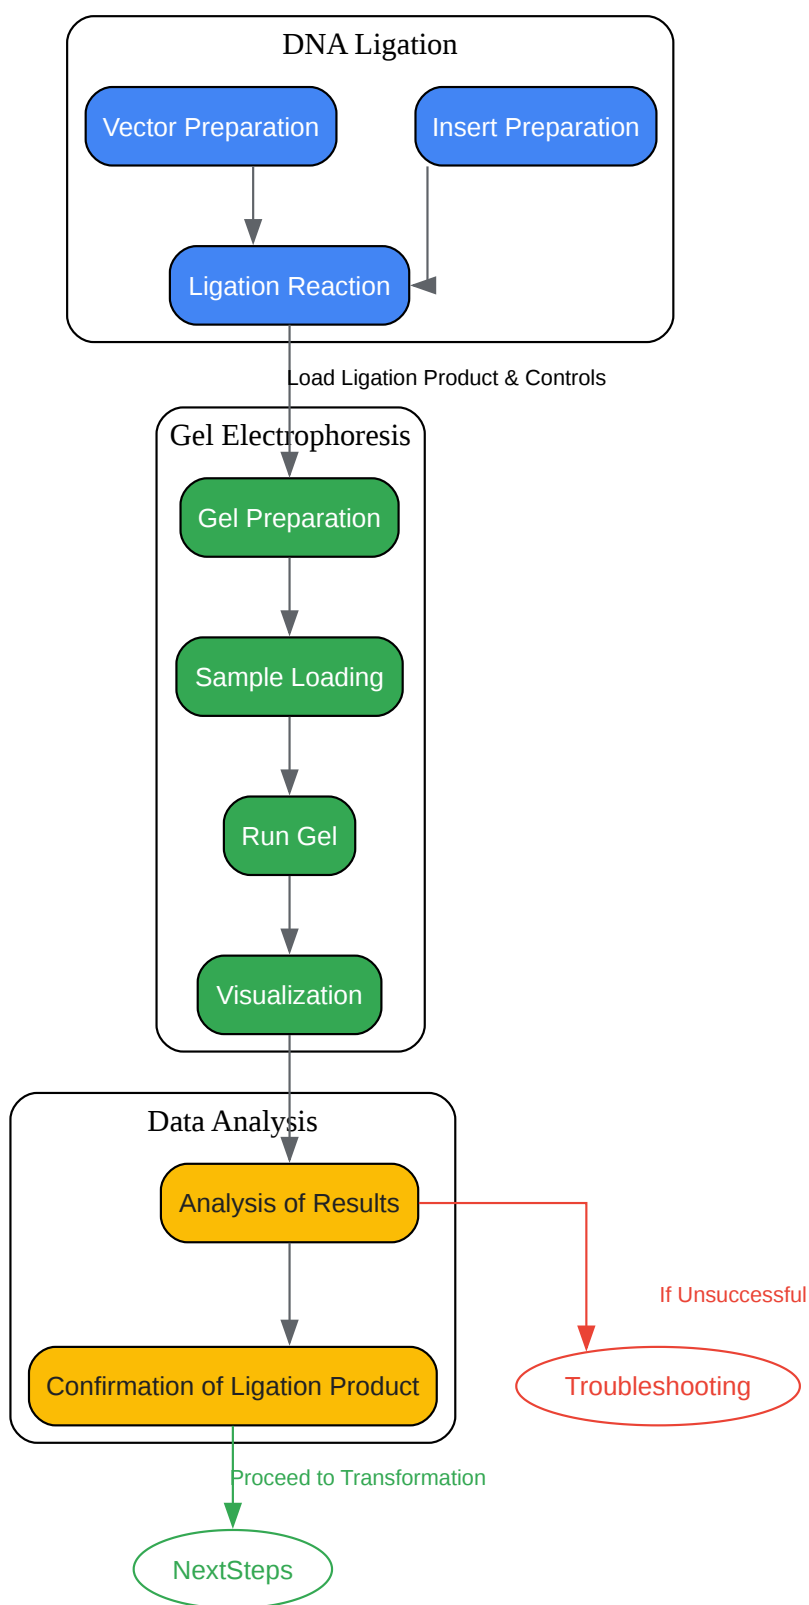 DNA Ligation
Vector Preparation
Insert Preparation
Ligation Reaction
Load Ligation Product & Controls
Gel Electrophoresis
Gel Preparation
Sample Loading
Run Gel
Visualization
Data Analysis
Analysis of Results
If Unsuccessful
Confirmation of Ligation Product
Troubleshooting
Proceed to Transformation
NextSteps